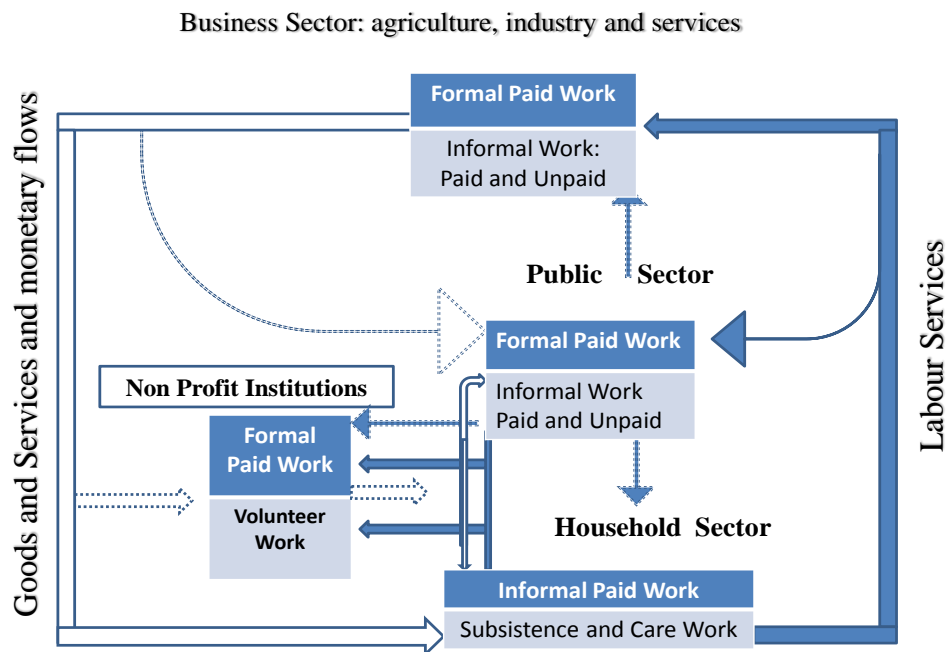 Business Sector: agriculture, industry and services
Goods and Services and monetary flows
Formal Paid Work
Informal Work:
Paid and Unpaid
Labour Services
Public Sector
Formal Paid Work
Informal Work
Paid and Unpaid
Non Profit Institutions
Formal
Paid Work
Volunteer
Work
Household Sector
Informal Paid Work
Subsistence and Care Work